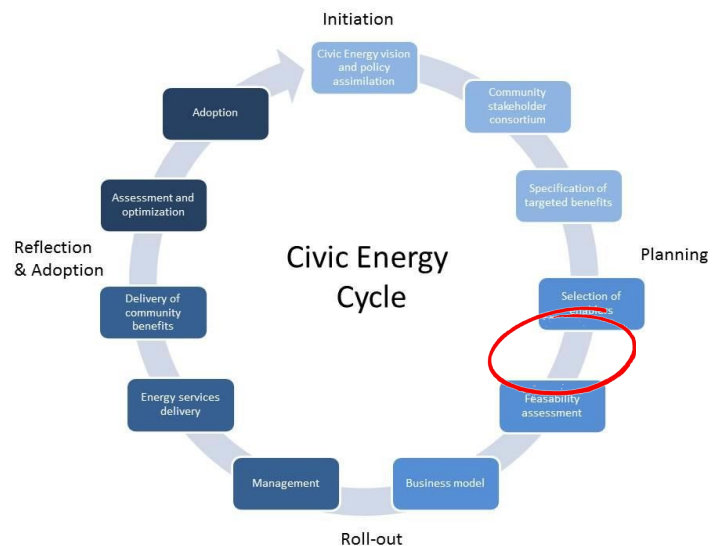 Initiation
Civic Energy vision
and policy
assimilation
Community
stakeholder
consortium
Specification of
targeted benefits
Planning
Selection of
enablers
Feasability
assessment
Business model
Roll-out
Management
Energy services
delivery
Delivery of
community
benefits
Reflection
& Adoption
Assessment and
optimization
Adoption
Civic Energy
Cycle